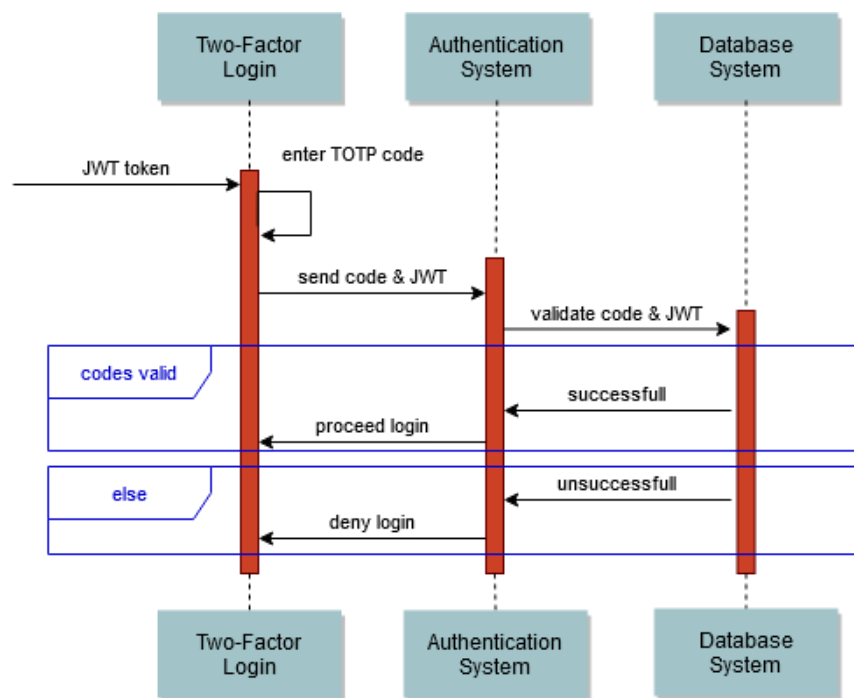 Two-Factor
Login
Authentication
System
Database
System
enter TOTP code
JWT token
send code & JWT
validate code & JWT
codes valid
successfull
proceed login
else
unsuccessfull
deny login
Two-Factor
Login
Authentication
System
Database
System